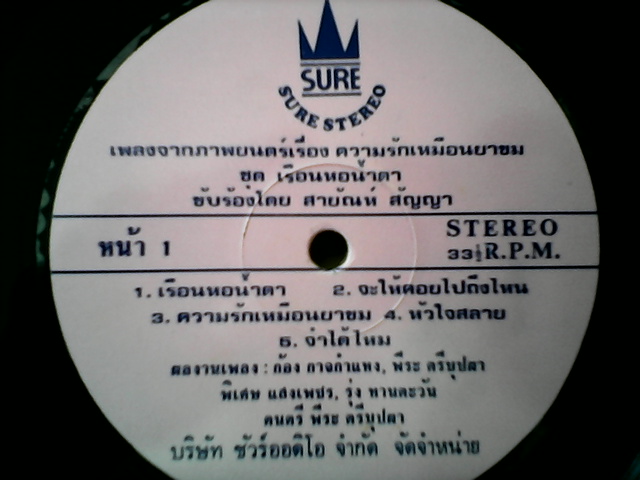 SURE
SURE STEREO
เพลงจากภาพยนตร์เรื่อง ความรักเหมือนยาขม
ชุด เรือนหอน้ำตา
ขับร้องโดย สายัณห์ สัญญา
หน้า 1
STEREO
33⅓ R.P.M.
1. เรือนหอน้ำตา 2. จะให้คอยไปถึงไหน
3. ความรักเหมือนยาขม 4. หัวใจสลาย
5. จำได้ไหม
ผลงานเพลง : ก้อง กาจกำแหง, พีระ ตรีบุปผา
พิเศษ แสงเพชร, รุ่ง ทานตะวัน
ดนตรี พีระ ตรีบุปผา
บริษัท ชัวร์ออดิโอ จำกัด จัดจำหน่าย